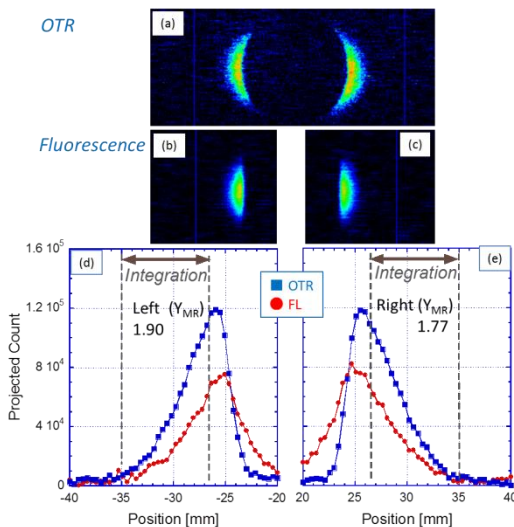 OTR
(a)
Fluorescence
(b)
(c)
1.6 10⁵
1.2 10⁵
8 10⁴
4 10⁴
0
Projected Count
(d)
Integration
Left (Y_MR)
1.90
OTR
FL
(e)
Integration
Right (Y_MR)
1.77
-40 -35 -30 -25 -20
20 25 30 35 40
Position [mm]
Position [mm]